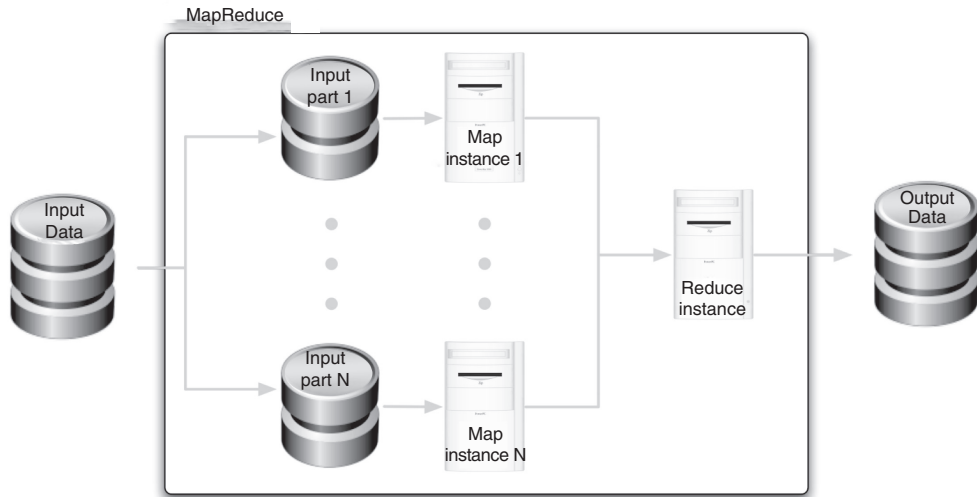 MapReduce
Input
part 1
Map
instance 1
Input
Data
Output
Data
Reduce
instance
Input
part N
Map
instance N